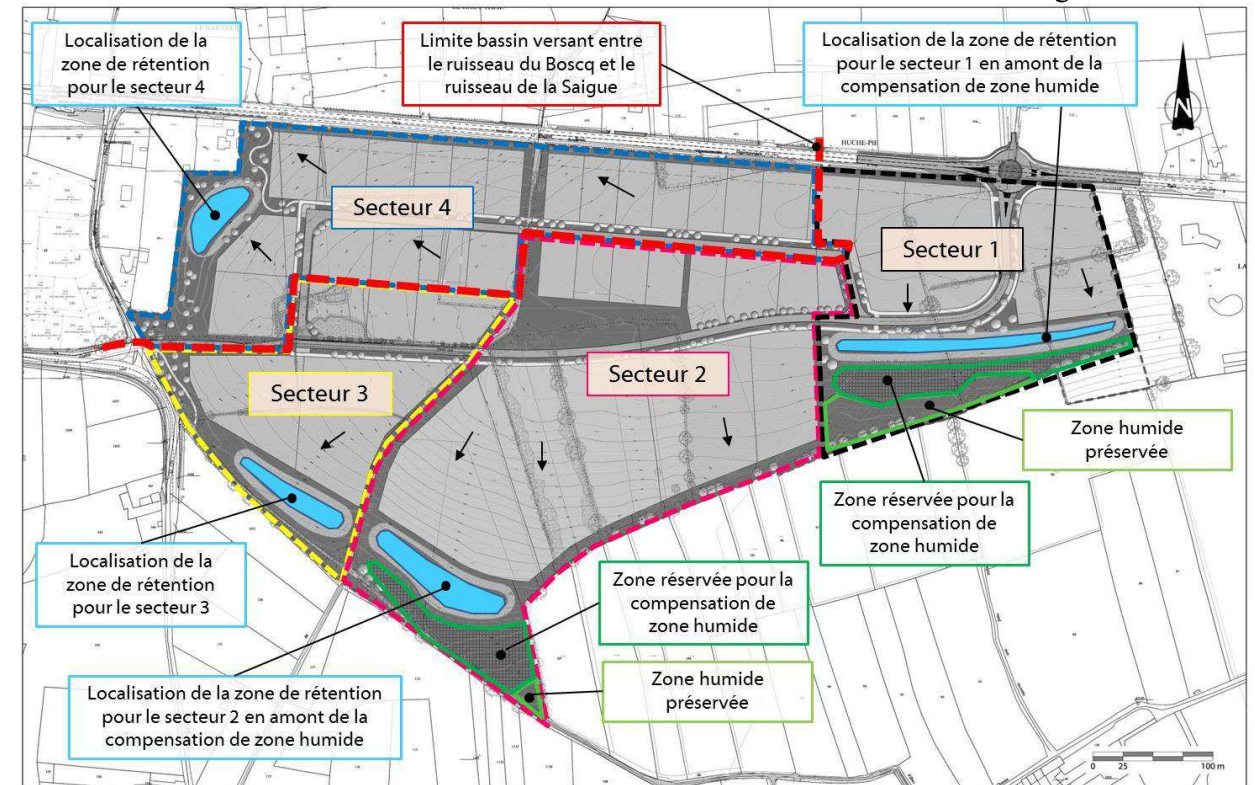 Localisation de la
zone de rétention
pour le secteur 4
Limite bassin versant entre
le ruisseau du Boscq et le
ruisseau de la Saigue
Localisation de la zone de rétention
pour le secteur 1 en amont de la
compensation de zone humide
N
HUCHE-PIE
Secteur 4
Secteur 1
Secteur 3
Secteur 2
Zone humide
préservée
Zone réservée pour la
compensation de
zone humide
Localisation de la
zone de rétention
pour le secteur 3
Zone réservée pour la
compensation de
zone humide
Zone humide
préservée
Localisation de la zone de rétention
pour le secteur 2 en amont de la
compensation de zone humide
0 25 100 m